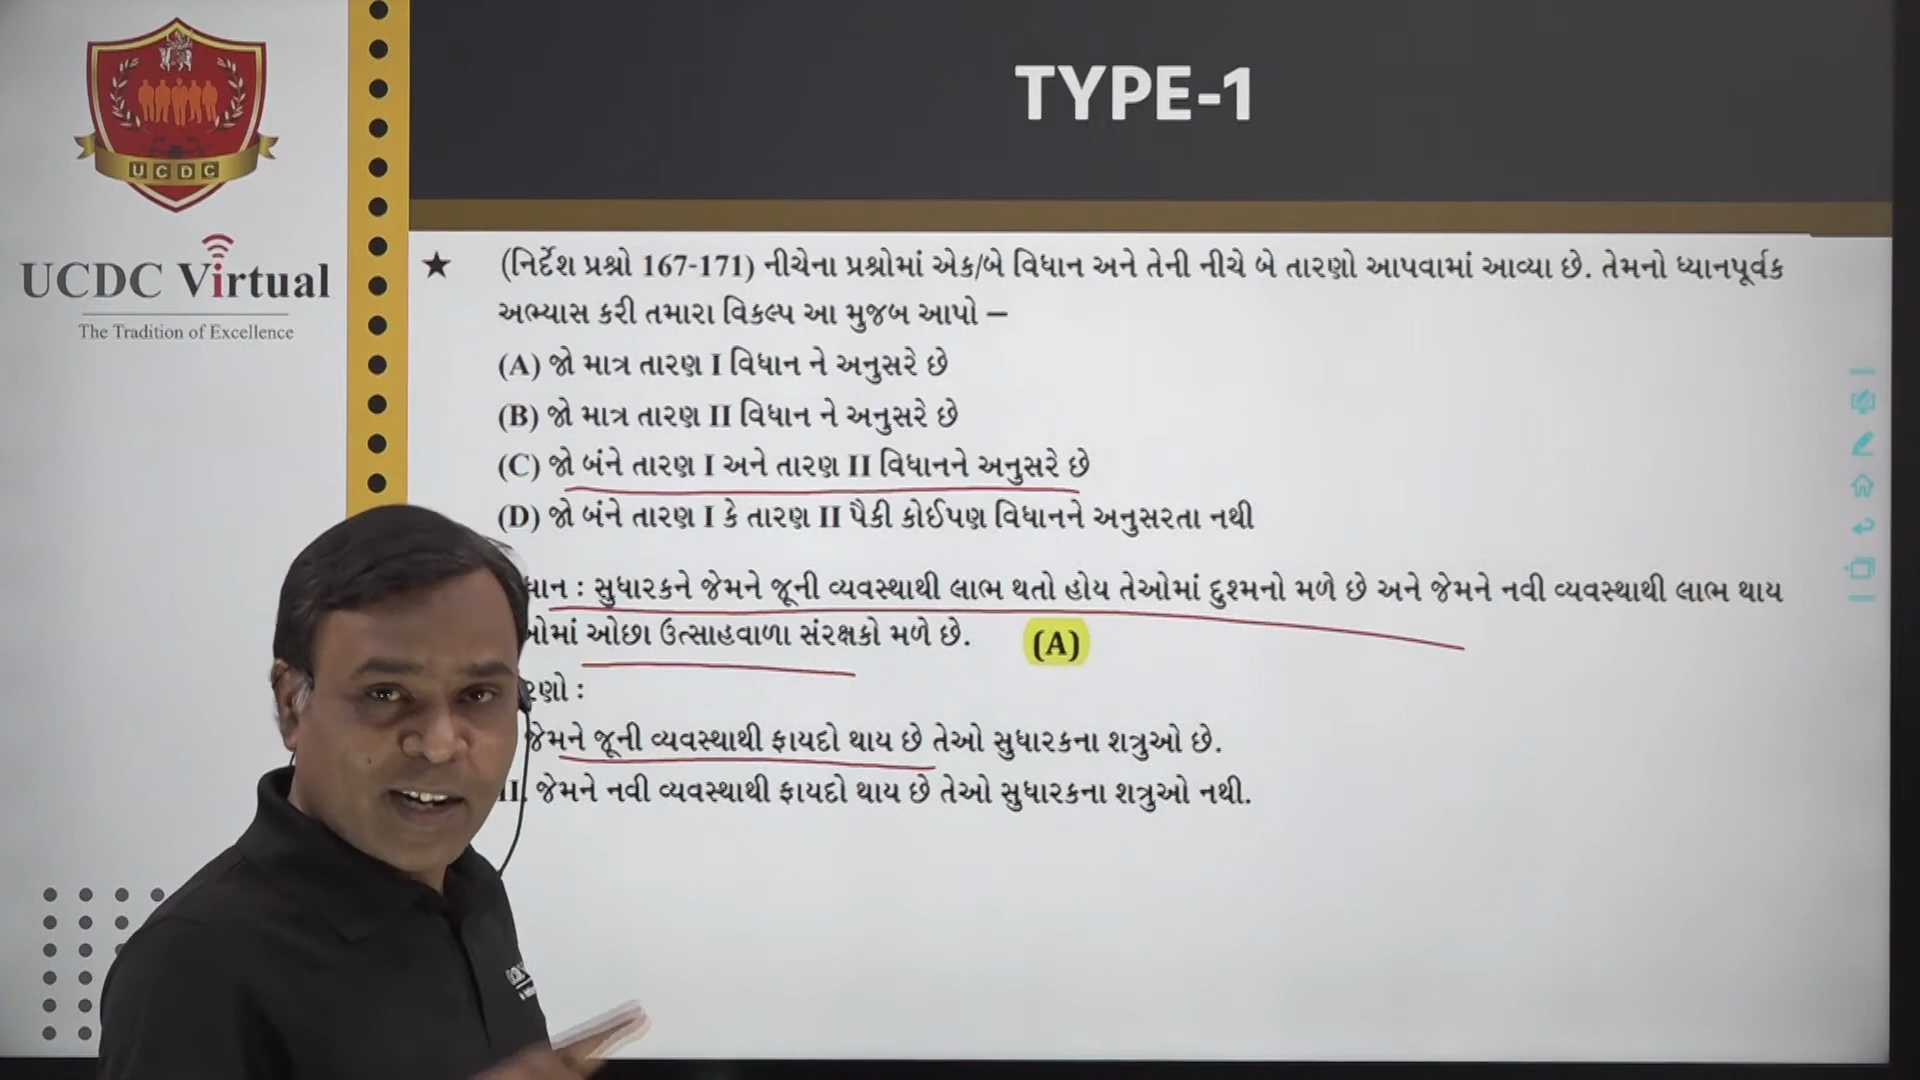 TYPE-1
UCDC
UCDC Virtual
The Tradition of Excellence
★ (નિર્દેશ પ્રશ્નો 167-171) નીચેના પ્રશ્નોમાં એક/બે વિધાન અને તેની નીચે બે તારણો આપવામાં આવ્યા છે. તેમનો ધ્યાનપૂર્વક
અભ્યાસ કરી તમારા વિકલ્પ આ મુજબ આપો –
(A) જો માત્ર તારણ I વિધાન ને અનુસરે છે
(B) જો માત્ર તારણ II વિધાન ને અનુસરે છે
(C) જો બંને તારણ I અને તારણ II વિધાનને અનુસરે છે
(D) જો બંને તારણ I કે તારણ II પૈકી કોઈપણ વિધાનને અનુસરતા નથી
ધાન : સુધારકને જેમને જૂની વ્યવસ્થાથી લાભ થતો હોય તેઓમાં દુશ્મનો મળે છે અને જેમને નવી વ્યવસ્થાથી લાભ થાય
ઓમાં ઓછા ઉત્સાહવાળા સંરક્ષકો મળે છે. (A)
રણો :
જેમને જૂની વ્યવસ્થાથી ફાયદો થાય છે તેઓ સુધારકના શત્રુઓ છે.
II. જેમને નવી વ્યવસ્થાથી ફાયદો થાય છે તેઓ સુધારકના શત્રુઓ નથી.